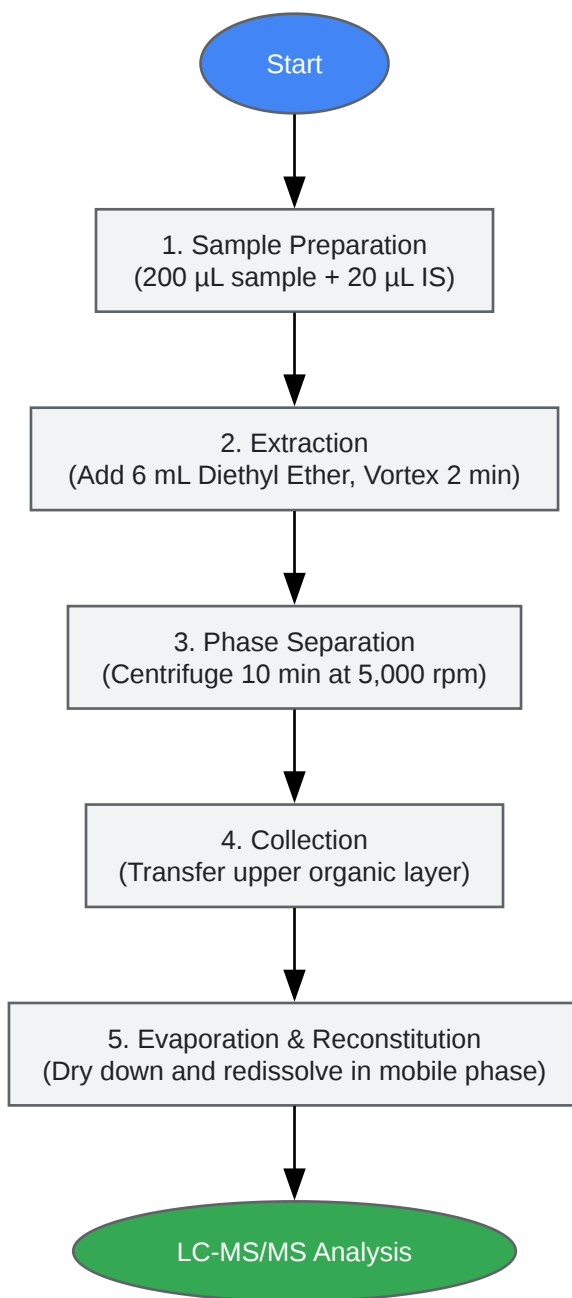 Start
1. Sample Preparation
(200 µL sample + 20 µL IS)
2. Extraction
(Add 6 mL Diethyl Ether, Vortex 2 min)
3. Phase Separation
(Centrifuge 10 min at 5,000 rpm)
4. Collection
(Transfer upper organic layer)
5. Evaporation & Reconstitution
(Dry down and redissolve in mobile phase)
LC-MS/MS Analysis